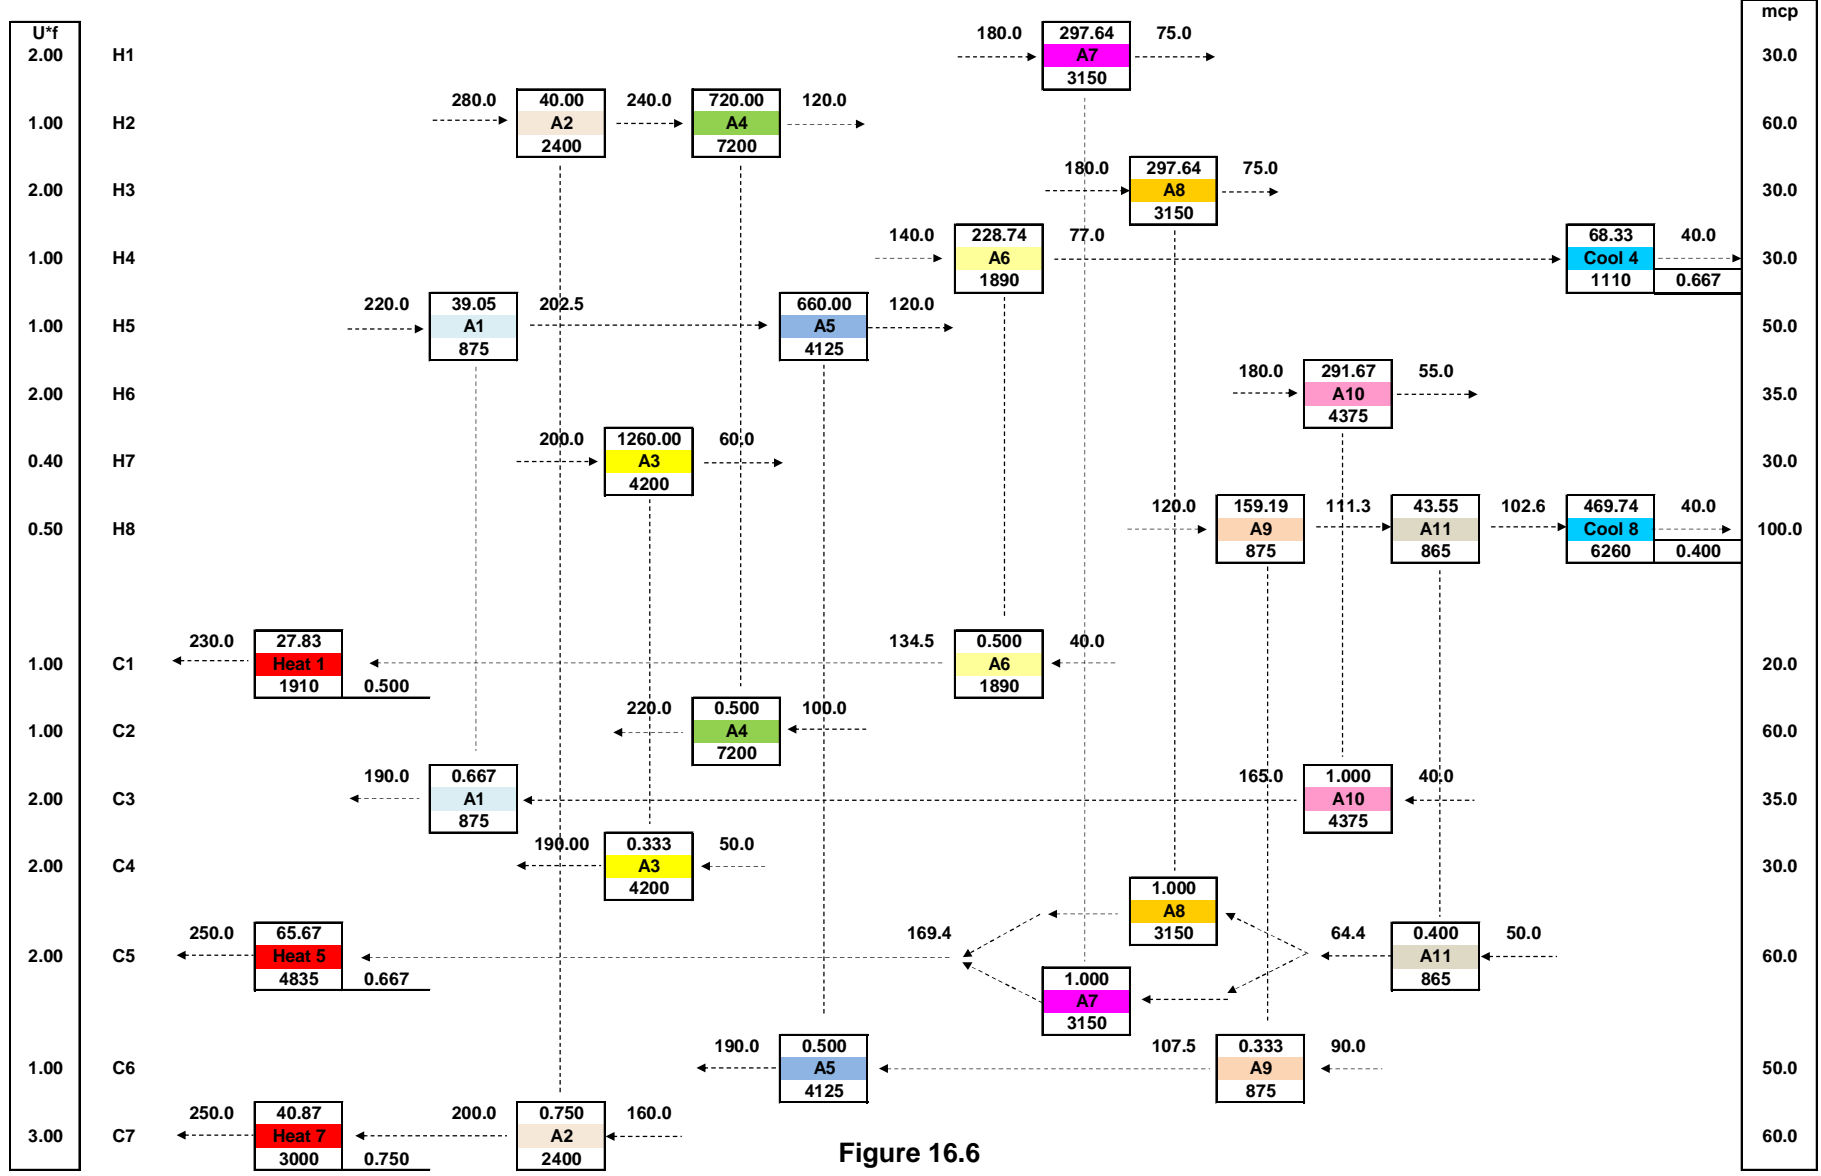 mcp
U*f
2.00 H1 180.0 297.64 75.0 30.0
A7
3150
1.00 H2 280.0 40.00 240.0 720.00 120.0 60.0
A2 A4
2400 7200
2.00 H3 180.0 297.64 75.0 30.0
A8
3150
1.00 H4 140.0 228.74 77.0 68.33 40.0 30.0
A6 Cool 4
1890 1110 0.667
1.00 H5 220.0 39.05 202.5 660.00 120.0 50.0
A1 A5
875 4125
2.00 H6 180.0 291.67 55.0 35.0
A10
4375
0.40 H7 200.0 1260.00 60.0 30.0
A3
4200
0.50 H8 120.0 159.19 111.3 43.55 102.6 469.74 40.0 100.0
A9 A11 Cool 8
875 865 6260 0.400
1.00 C1 230.0 27.83 134.5 0.500 40.0 20.0
Heat 1 A6
1910 0.500 1890
1.00 C2 220.0 0.500 100.0 60.0
A4
7200
2.00 C3 190.0 0.667 165.0 1.000 40.0 35.0
A1 A10
875 4375
2.00 C4 190.00 0.333 50.0 30.0
A3
4200
1.000
A8
3150
2.00 C5 250.0 65.67 169.4 64.4 0.400 50.0 60.0
Heat 5 A11
4835 0.667 865
1.000
A7
3150
1.00 C6 190.0 0.500 107.5 0.333 90.0 50.0
A5 A9
4125 875
3.00 C7 250.0 40.87 200.0 0.750 160.0 60.0
Heat 7 A2
3000 0.750 2400
Figure 16.6